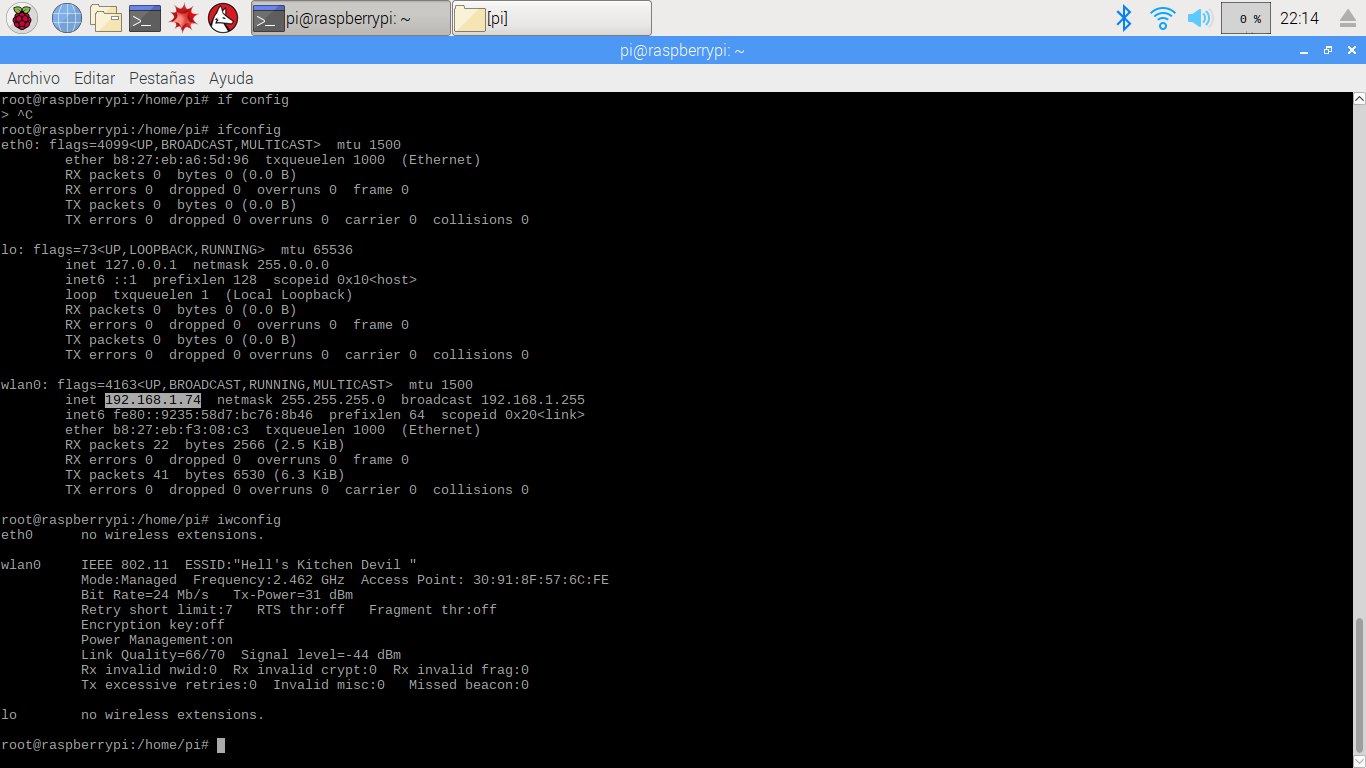 pi@raspberrypi: ~
[pi]
0 %
22:14
pi@raspberrypi: ~
Archivo Editar Pestañas Ayuda
root@raspberrypi:/home/pi# if config
> ^C
root@raspberrypi:/home/pi# ifconfig
eth0: flags=4099<UP,BROADCAST,MULTICAST>  mtu 1500
        ether b8:27:eb:a6:5d:96  txqueuelen 1000  (Ethernet)
        RX packets 0  bytes 0 (0.0 B)
        RX errors 0  dropped 0  overruns 0  frame 0
        TX packets 0  bytes 0 (0.0 B)
        TX errors 0  dropped 0 overruns 0  carrier 0  collisions 0
lo: flags=73<UP,LOOPBACK,RUNNING>  mtu 65536
        inet 127.0.0.1  netmask 255.0.0.0
        inet6 ::1  prefixlen 128  scopeid 0x10<host>
        loop  txqueuelen 1  (Local Loopback)
        RX packets 0  bytes 0 (0.0 B)
        RX errors 0  dropped 0  overruns 0  frame 0
        TX packets 0  bytes 0 (0.0 B)
        TX errors 0  dropped 0 overruns 0  carrier 0  collisions 0
wlan0: flags=4163<UP,BROADCAST,RUNNING,MULTICAST>  mtu 1500
        inet 192.168.1.74  netmask 255.255.255.0  broadcast 192.168.1.255
        inet6 fe80::9235:58d7:bc76:8b46  prefixlen 64  scopeid 0x20<link>
        ether b8:27:eb:f3:08:c3  txqueuelen 1000  (Ethernet)
        RX packets 22  bytes 2566 (2.5 KiB)
        RX errors 0  dropped 0  overruns 0  frame 0
        TX packets 41  bytes 6530 (6.3 KiB)
        TX errors 0  dropped 0 overruns 0  carrier 0  collisions 0
root@raspberrypi:/home/pi# iwconfig
eth0      no wireless extensions.
wlan0     IEEE 802.11  ESSID:"Hell's Kitchen Devil "
          Mode:Managed  Frequency:2.462 GHz  Access Point: 30:91:8F:57:6C:FE
          Bit Rate=24 Mb/s   Tx-Power=31 dBm
          Retry short limit:7   RTS thr:off   Fragment thr:off
          Encryption key:off
          Power Management:on
          Link Quality=66/70  Signal level=-44 dBm
          Rx invalid nwid:0  Rx invalid crypt:0  Rx invalid frag:0
          Tx excessive retries:0  Invalid misc:0   Missed beacon:0
lo        no wireless extensions.
root@raspberrypi:/home/pi#